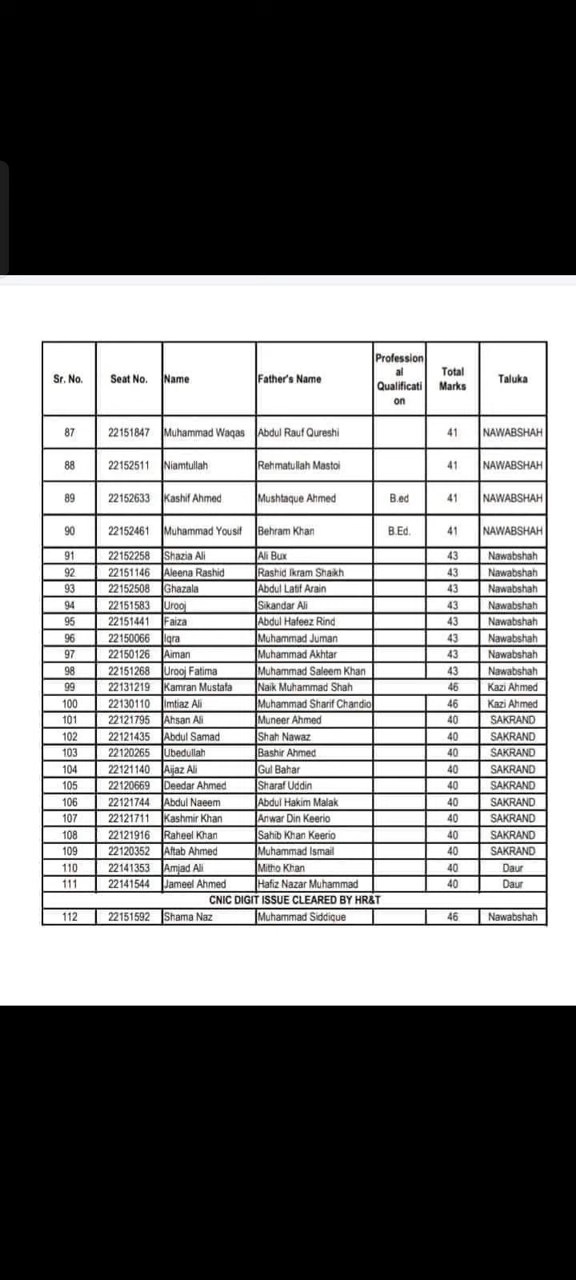 Sr. No. Seat No. Name Father's Name Profession al Qualificati on Total Marks Taluka
87 22151847 Muhammad Waqas Abdul Rauf Qureshi 41 NAWABSHAH
88 22152511 Niamtullah Rehmatullah Mastoi 41 NAWABSHAH
89 22152633 Kashif Ahmed Mushtaque Ahmed B.ed 41 NAWABSHAH
90 22152461 Muhammad Yousif Behram Khan B.Ed. 41 NAWABSHAH
91 22152258 Shazia Ali Ali Bux 43 Nawabshah
92 22151146 Aleena Rashid Rashid Ikram Shaikh 43 Nawabshah
93 22152508 Ghazala Abdul Latif Arain 43 Nawabshah
94 22151583 Urooj Sikandar Ali 43 Nawabshah
95 22151441 Faiza Abdul Hafeez Rind 43 Nawabshah
96 22150066 Iqra Muhammad Juman 43 Nawabshah
97 22150126 Aiman Muhammad Akhtar 43 Nawabshah
98 22151268 Urooj Fatima Muhammad Saleem Khan 43 Nawabshah
99 22131219 Kamran Mustafa Naik Muhammad Shah 46 Kazi Ahmed
100 22130110 Imtiaz Ali Muhammad Sharif Chandio 46 Kazi Ahmed
101 22121795 Ahsan Ali Muneer Ahmed 40 SAKRAND
102 22121435 Abdul Samad Shah Nawaz 40 SAKRAND
103 22120265 Ubedullah Bashir Ahmed 40 SAKRAND
104 22121140 Aijaz Ali Gul Bahar 40 SAKRAND
105 22120669 Deedar Ahmed Sharaf Uddin 40 SAKRAND
106 22121744 Abdul Naeem Abdul Hakim Malak 40 SAKRAND
107 22121711 Kashmir Khan Anwar Din Keerio 40 SAKRAND
108 22121916 Raheel Khan Sahib Khan Keerio 40 SAKRAND
109 22120352 Aftab Ahmed Muhammad Ismail 40 SAKRAND
110 22141353 Amjad Ali Mitho Khan 40 Daur
111 22141544 Jameel Ahmed Hafiz Nazar Muhammad 40 Daur
CNIC DIGIT ISSUE CLEARED BY HR&T
112 22151592 Shama Naz Muhammad Siddique 46 Nawabshah